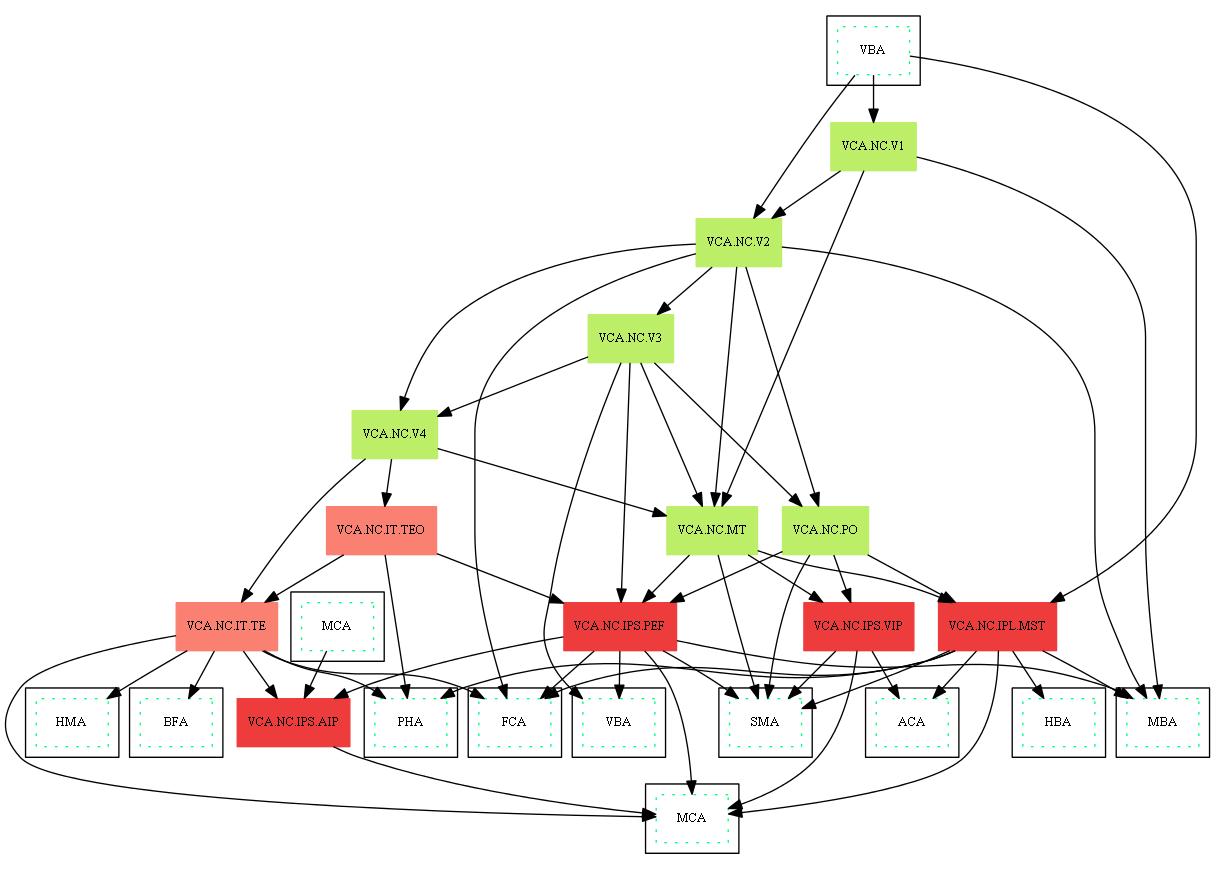 VBA
VCA.NC.V1
VCA.NC.V2
VCA.NC.V3
VCA.NC.V4
VCA.NC.IT.TEO
VCA.NC.MT
VCA.NC.PO
VCA.NC.IT.TE
MCA
VCA.NC.IPS.PEF
VCA.NC.IPS.VIP
VCA.NC.IPL.MST
HMA
BFA
VCA.NC.IPS.AIP
PHA
FCA
VBA
SMA
ACA
HBA
MBA
MCA